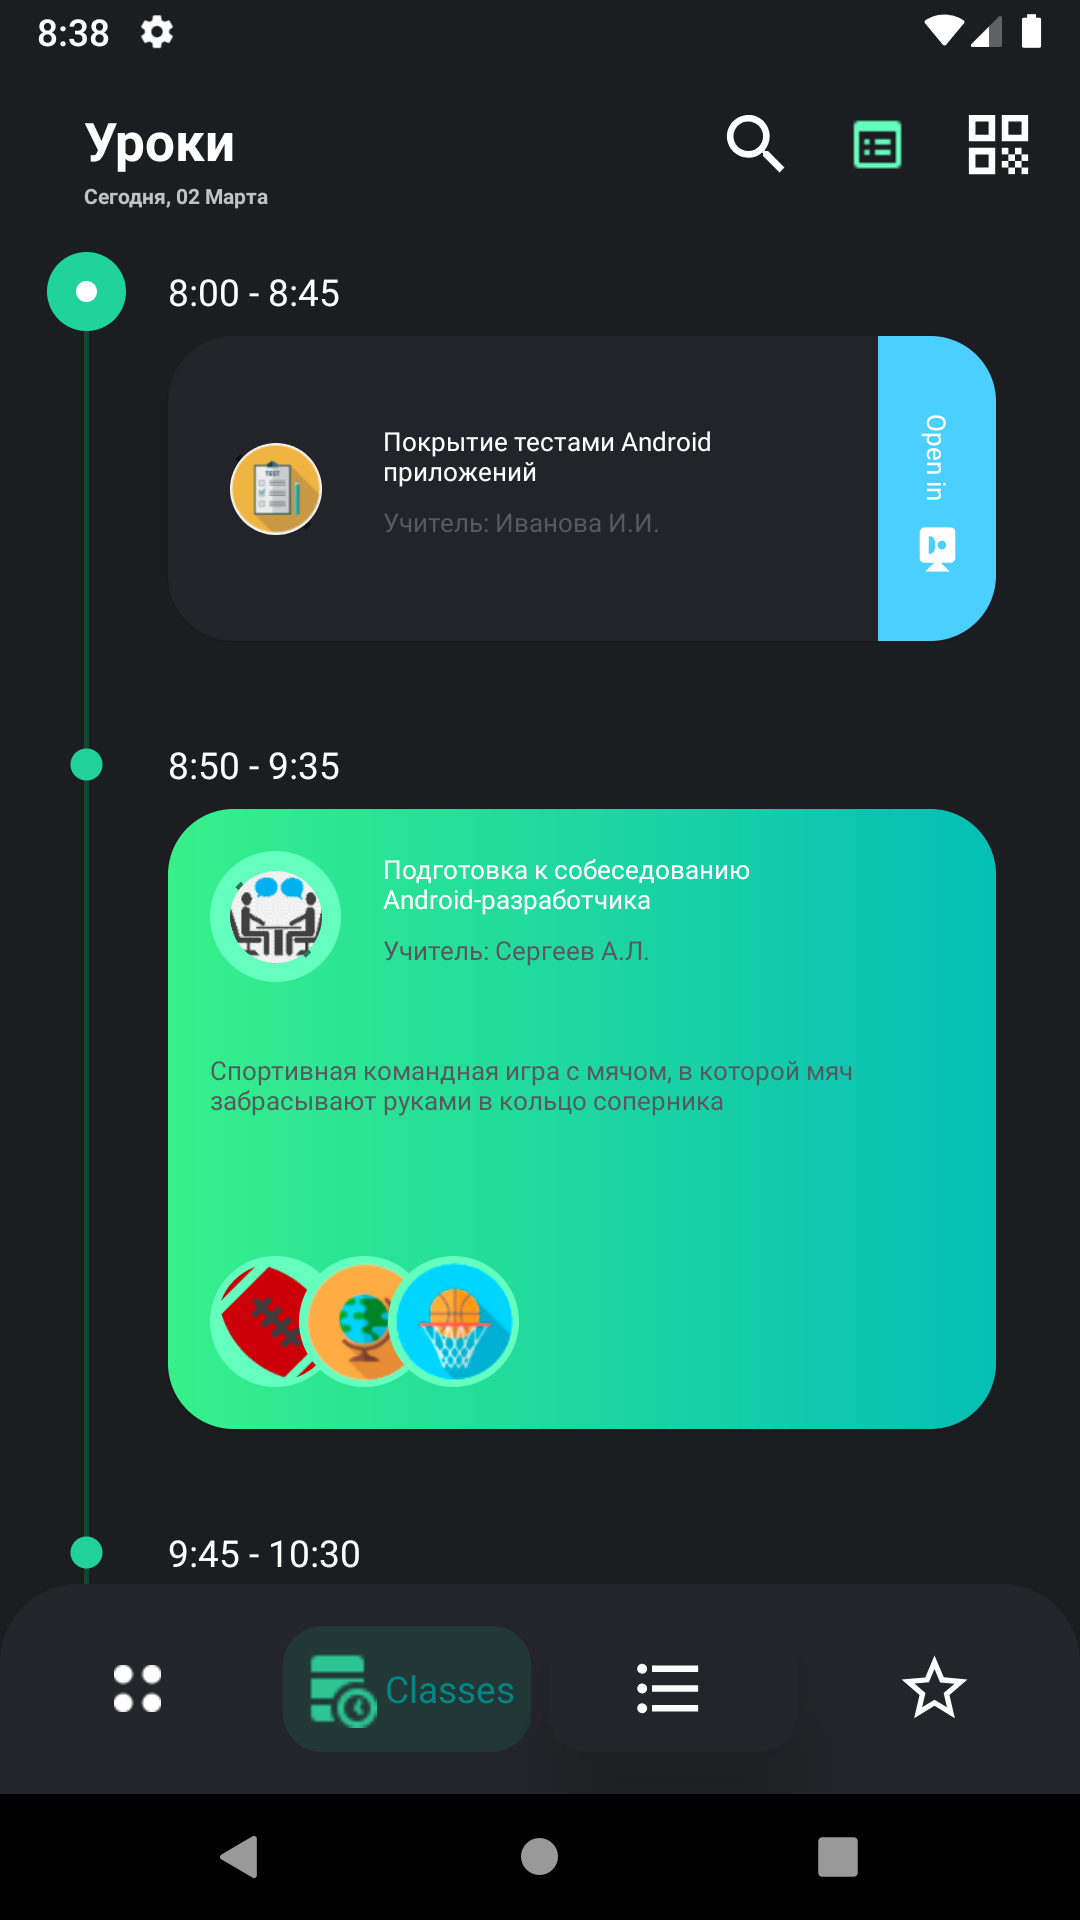 8:38
Уроки
Сегодня, 02 Марта
8:00 - 8:45
Покрытие тестами Android
приложений
Учитель: Иванова И.И.
Open in
8:50 - 9:35
Подготовка к собеседованию
Android-разработчика
Учитель: Сергеев А.Л.
Спортивная командная игра с мячом, в которой мяч
забрасывают руками в кольцо соперника
9:45 - 10:30
Classes